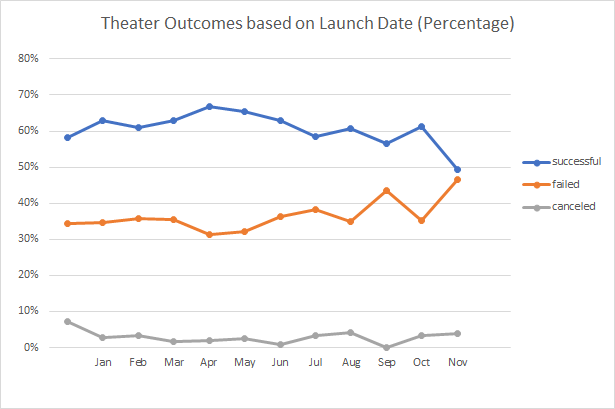 Theater Outcomes based on Launch Date (Percentage)
80%
70%
60%
50%
40%
30%
20%
10%
0%
Jan Feb Mar Apr May Jun Jul Aug Sep Oct Nov
successful
failed
canceled